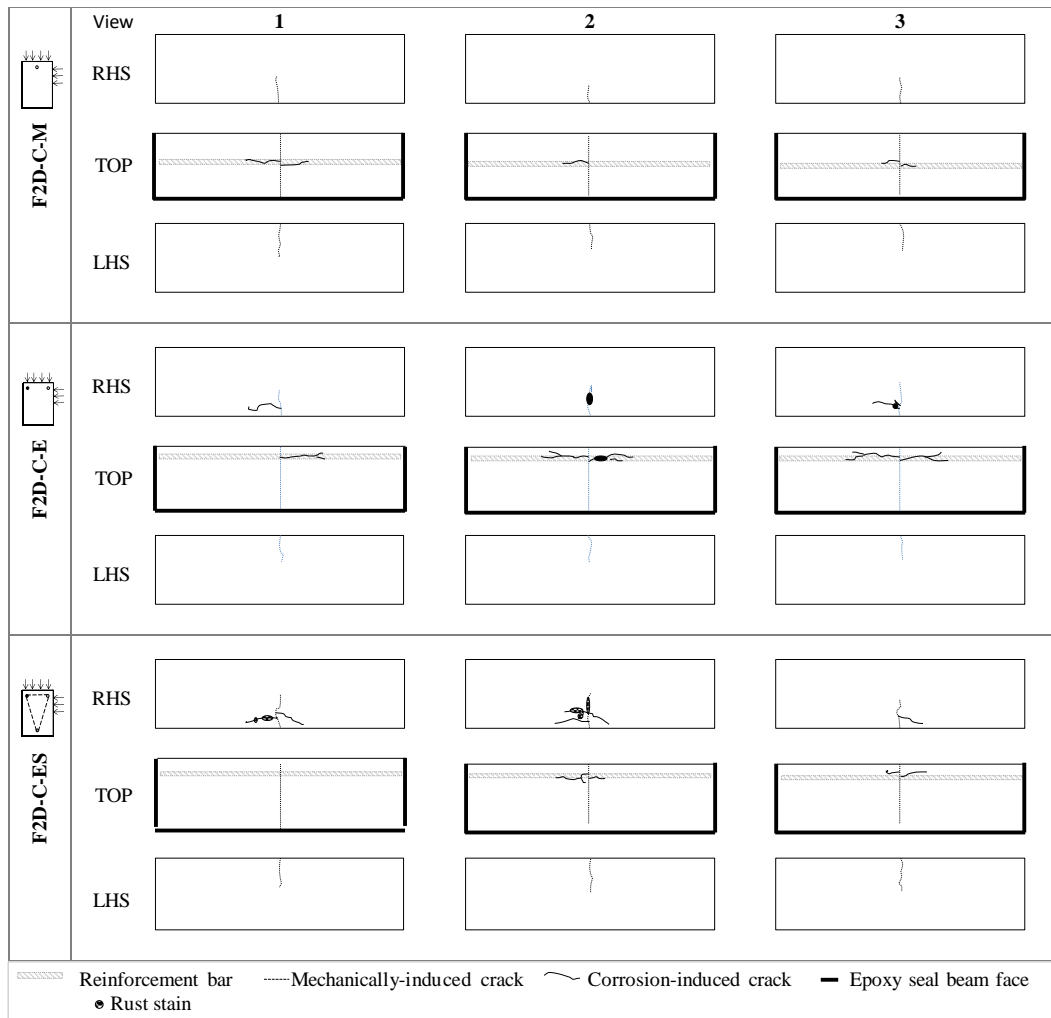 View 1 2 3
F2D-C-M
RHS
TOP
LHS
F2D-C-E
RHS
TOP
LHS
F2D-C-ES
RHS
TOP
LHS
Reinforcement bar Mechanically-induced crack Corrosion-induced crack Epoxy seal beam face
Rust stain